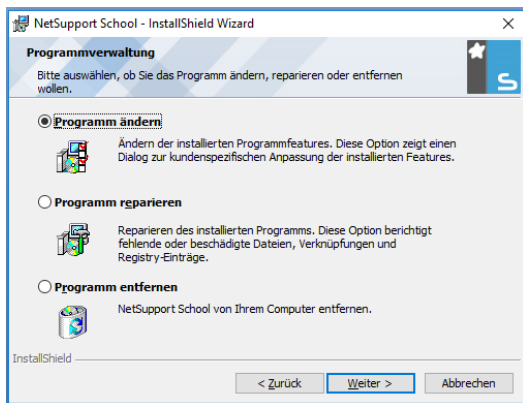 NetSupport School - InstallShield Wizard
Programmverwaltung
Bitte auswählen, ob Sie das Programm ändern, reparieren oder entfernen
wollen.
S
Programm ändern
Ändern der installierten Programmfeatures. Diese Option zeigt einen
Dialog zur kundenspezifischen Anpassung der installierten Features.
Programm reparieren
Reparieren des installierten Programms. Diese Option berichtigt
fehlende oder beschädigte Dateien, Verknüpfungen und
Registry-Einträge.
Programm entfernen
NetSupport School von Ihrem Computer entfernen.
InstallShield
< Zurück Weiter > Abbrechen